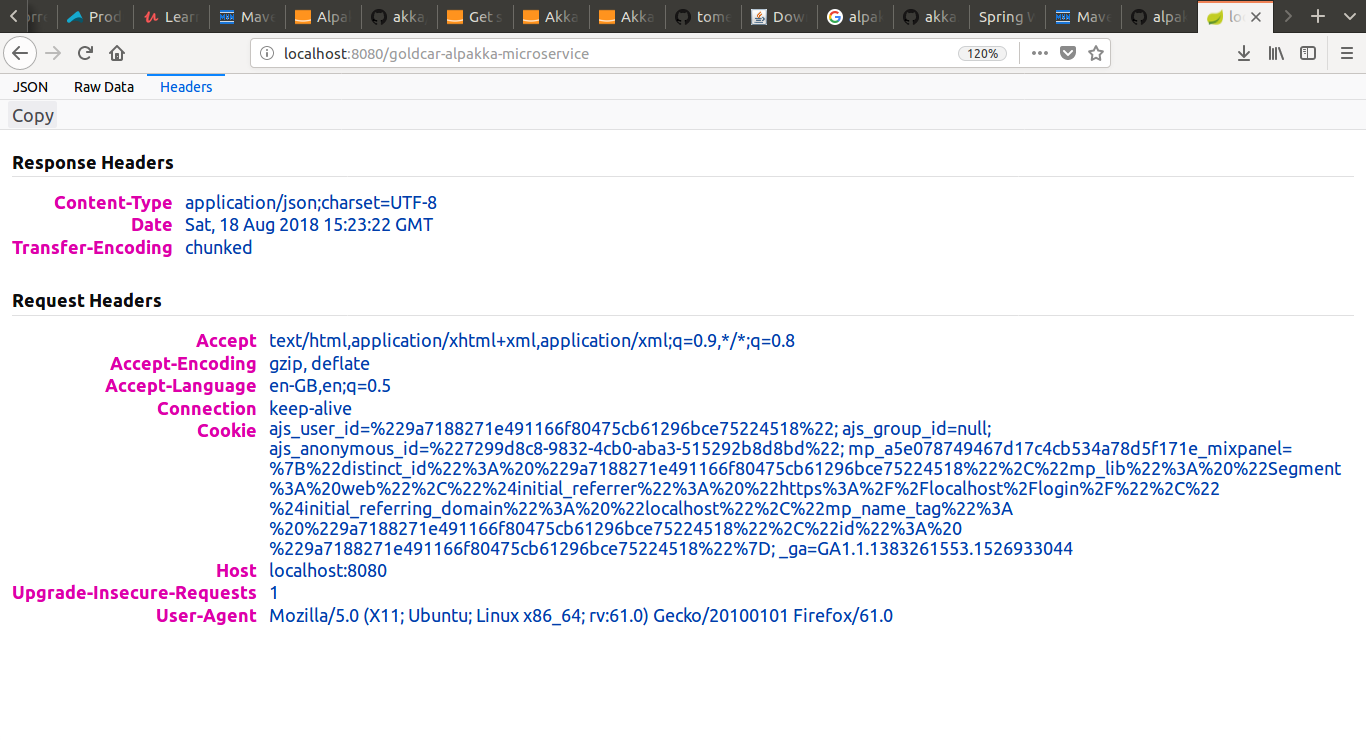 Prod Learn Mave Alpak akka Get s Akka Akka tome Dow alpak akka Spring W Mave alpak lo
localhost:8080/goldcar-alpakka-microservice 120%
JSON Raw Data Headers
Copy
Response Headers
Content-Type application/json;charset=UTF-8
Date Sat, 18 Aug 2018 15:23:22 GMT
Transfer-Encoding chunked
Request Headers
Accept text/html,application/xhtml+xml,application/xml;q=0.9,*/*;q=0.8
Accept-Encoding gzip, deflate
Accept-Language en-GB,en;q=0.5
Connection keep-alive
Cookie ajs_user_id=%229a7188271e491166f80475cb61296bce75224518%22; ajs_group_id=null;
ajs_anonymous_id=%227299d8c8-9832-4cb0-aba3-515292b8d8bd%22; mp_a5e078749467d17c4cb534a78d5f171e_mixpanel=
%7B%22distinct_id%22%3A%20%229a7188271e491166f80475cb61296bce75224518%22%2C%22mp_lib%22%3A%20%22Segment
%3A%20web%22%2C%22%24initial_referrer%22%3A%20%22https%3A%2F%2Flocalhost%2Flogin%2F%22%2C%22
%24initial_referring_domain%22%3A%20%22localhost%22%2C%22mp_name_tag%22%3A
%20%229a7188271e491166f80475cb61296bce75224518%22%2C%22id%22%3A%20
%229a7188271e491166f80475cb61296bce75224518%22%7D; _ga=GA1.1.1383261553.1526933044
Host localhost:8080
Upgrade-Insecure-Requests 1
User-Agent Mozilla/5.0 (X11; Ubuntu; Linux x86_64; rv:61.0) Gecko/20100101 Firefox/61.0